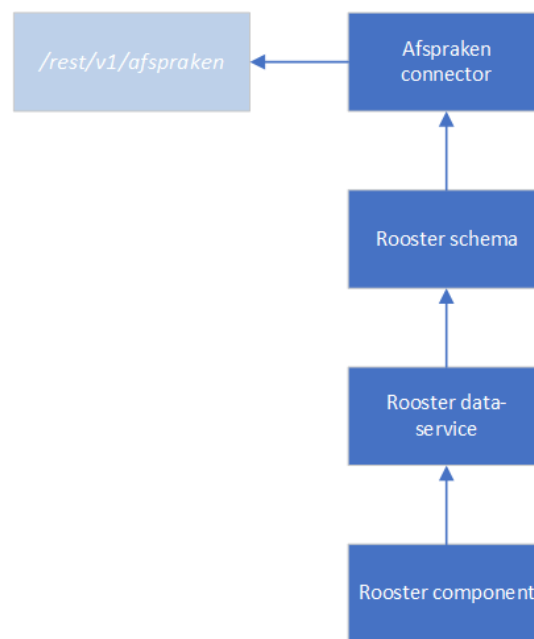 /rest/v1/afspraken
Afspraken
connector
Rooster schema
Rooster data-
service
Rooster component